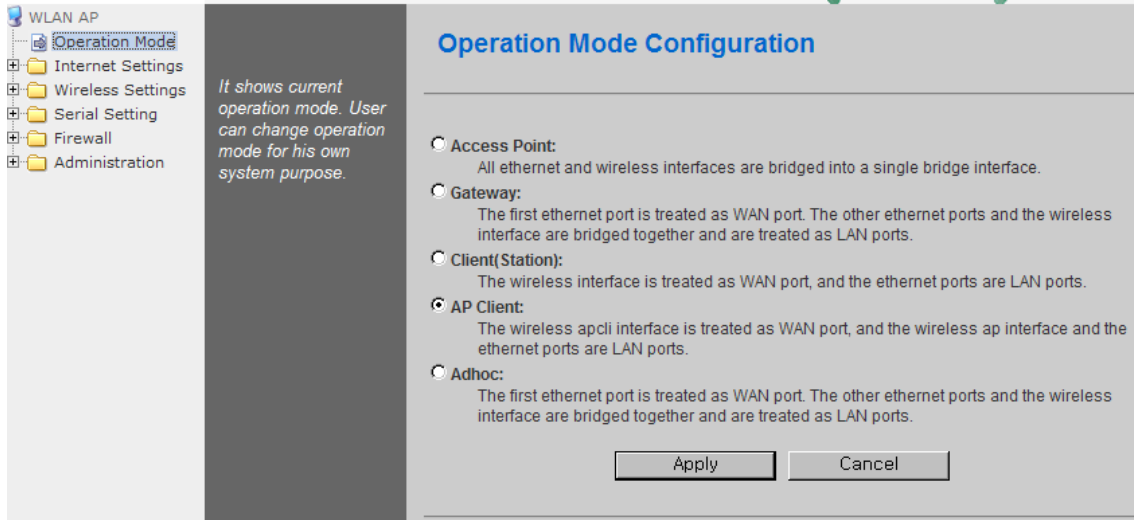 WLAN AP
Operation Mode
Internet Settings
Wireless Settings
Serial Setting
Firewall
Administration
It shows current
operation mode. User
can change operation
mode for his own
system purpose.
Operation Mode Configuration
Access Point:
All ethernet and wireless interfaces are bridged into a single bridge interface.
Gateway:
The first ethernet port is treated as WAN port. The other ethernet ports and the wireless
interface are bridged together and are treated as LAN ports.
Client(Station):
The wireless interface is treated as WAN port, and the ethernet ports are LAN ports.
AP Client:
The wireless apcli interface is treated as WAN port, and the wireless ap interface and the
ethernet ports are LAN ports.
Adhoc:
The first ethernet port is treated as WAN port. The other ethernet ports and the wireless
interface are bridged together and are treated as LAN ports.
Apply
Cancel